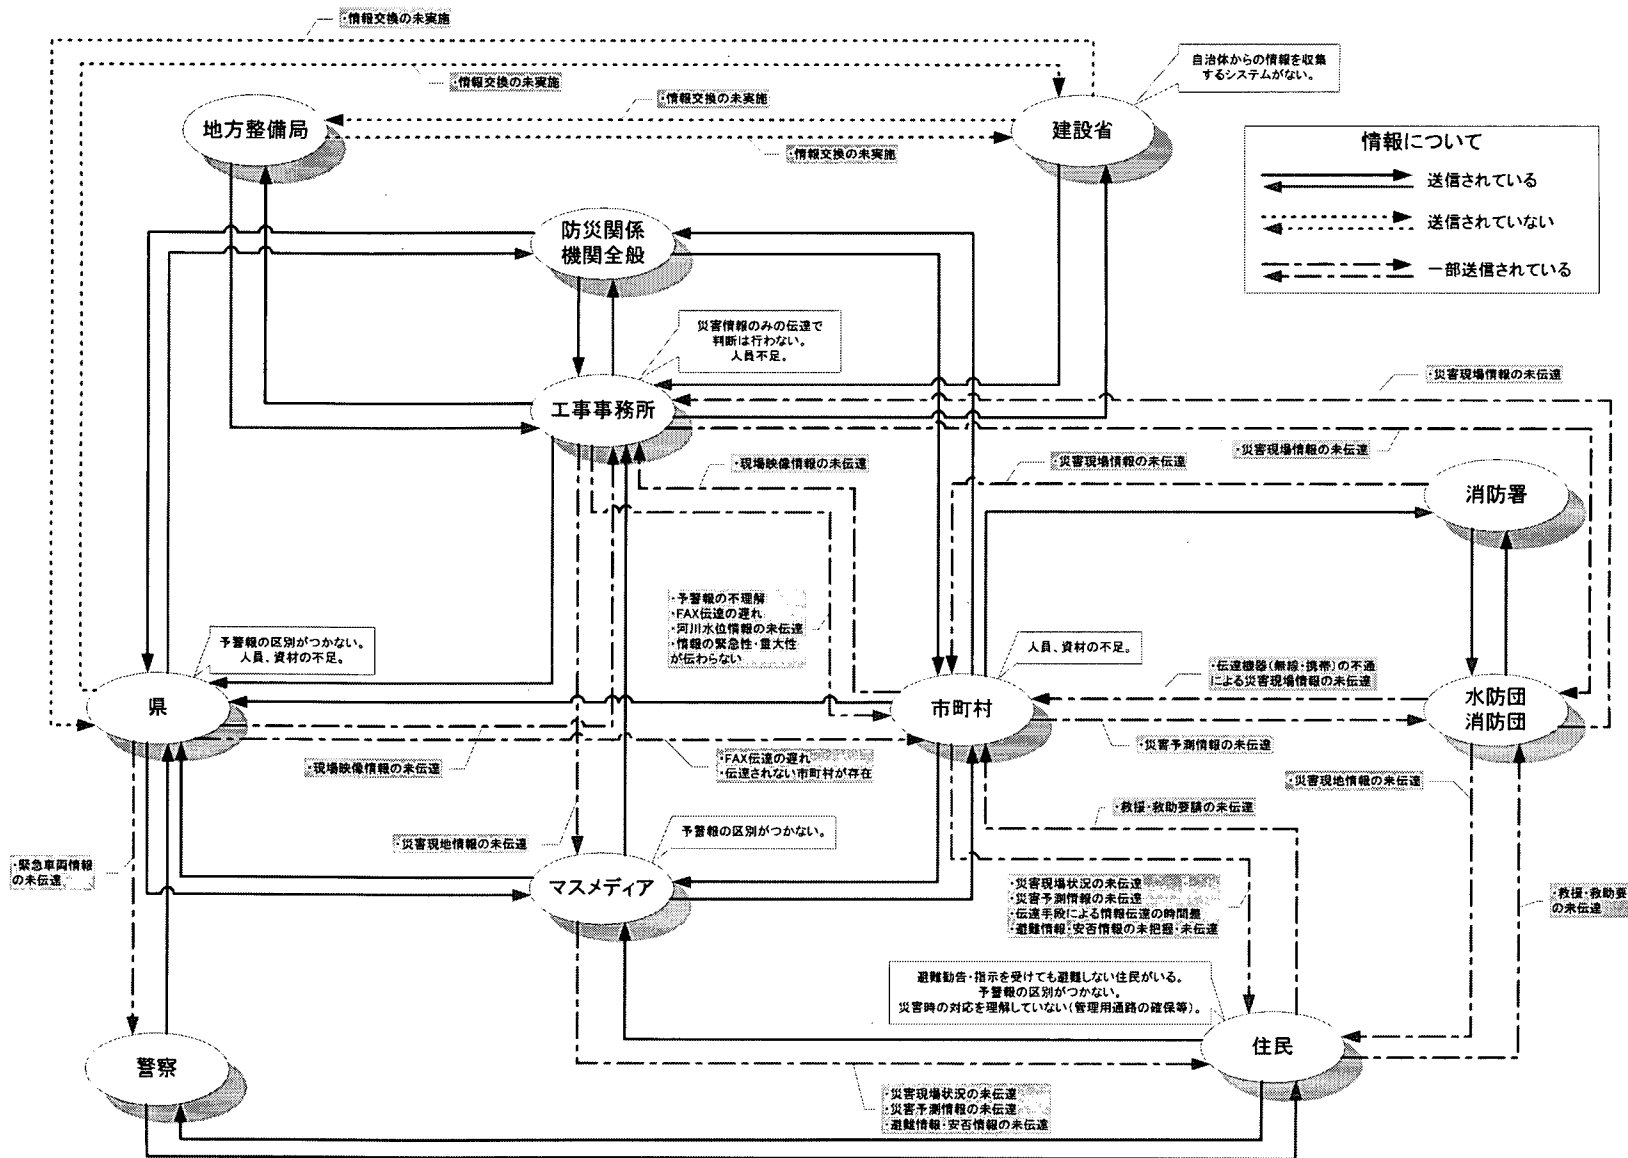 ・情報交換の未実施
・情報交換の未実施
・情報交換の未実施
・情報交換の未実施
自治体からの情報を収集
するシステムがない。
地方整備局
建設省
情報について
送信されている
送信されていない
一部送信されている
防災関係
機関全般
災害情報のみの伝達で
判断は行わない。
人員不足。
工事事務所
・災害現場情報の未伝達
・災害現場情報の未伝達
・災害現場情報の未伝達
・現場映像情報の未伝達
消防署
・予警報の不理解
・FAX伝達の遅れ
・河川水位情報の未伝達
・情報の緊急性・重大性
が伝わらない
予警報の区別がつかない。
人員、資材の不足。
人員、資材の不足。
・伝達機器(無線・携帯)の不通
による災害現場情報の未伝達
県
市町村
水防団
消防団
・災害予測情報の未伝達
・現場映像情報の未伝達
・FAX伝達の遅れ
・伝達されない市町村が存在
・災害現地情報の未伝達
・救援・救助要請の未伝達
・災害現地情報の未伝達
予警報の区別がつかない。
・緊急車両情報
の未伝達
マスメディア
・災害現場状況の未伝達
・災害予測情報の未伝達
・伝達手段による情報伝達の時間差
・避難情報・安否情報の未把握・未伝達
・救援・救助要
の未伝達
避難勧告・指示を受けても避難しない住民がいる。
予警報の区別がつかない。
災害時の対応を理解していない(管理用通路の確保等)。
住民
警察
・災害現場状況の未伝達
・災害予測情報の未伝達
・避難情報・安否情報の未伝達